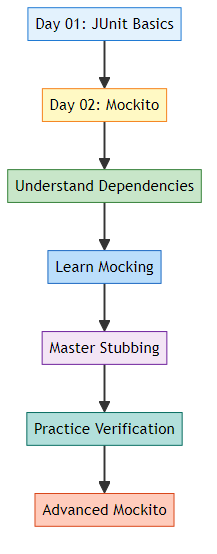 Day 01: JUnit Basics
Day 02: Mockito
Understand Dependencies
Learn Mocking
Master Stubbing
Practice Verification
Advanced Mockito